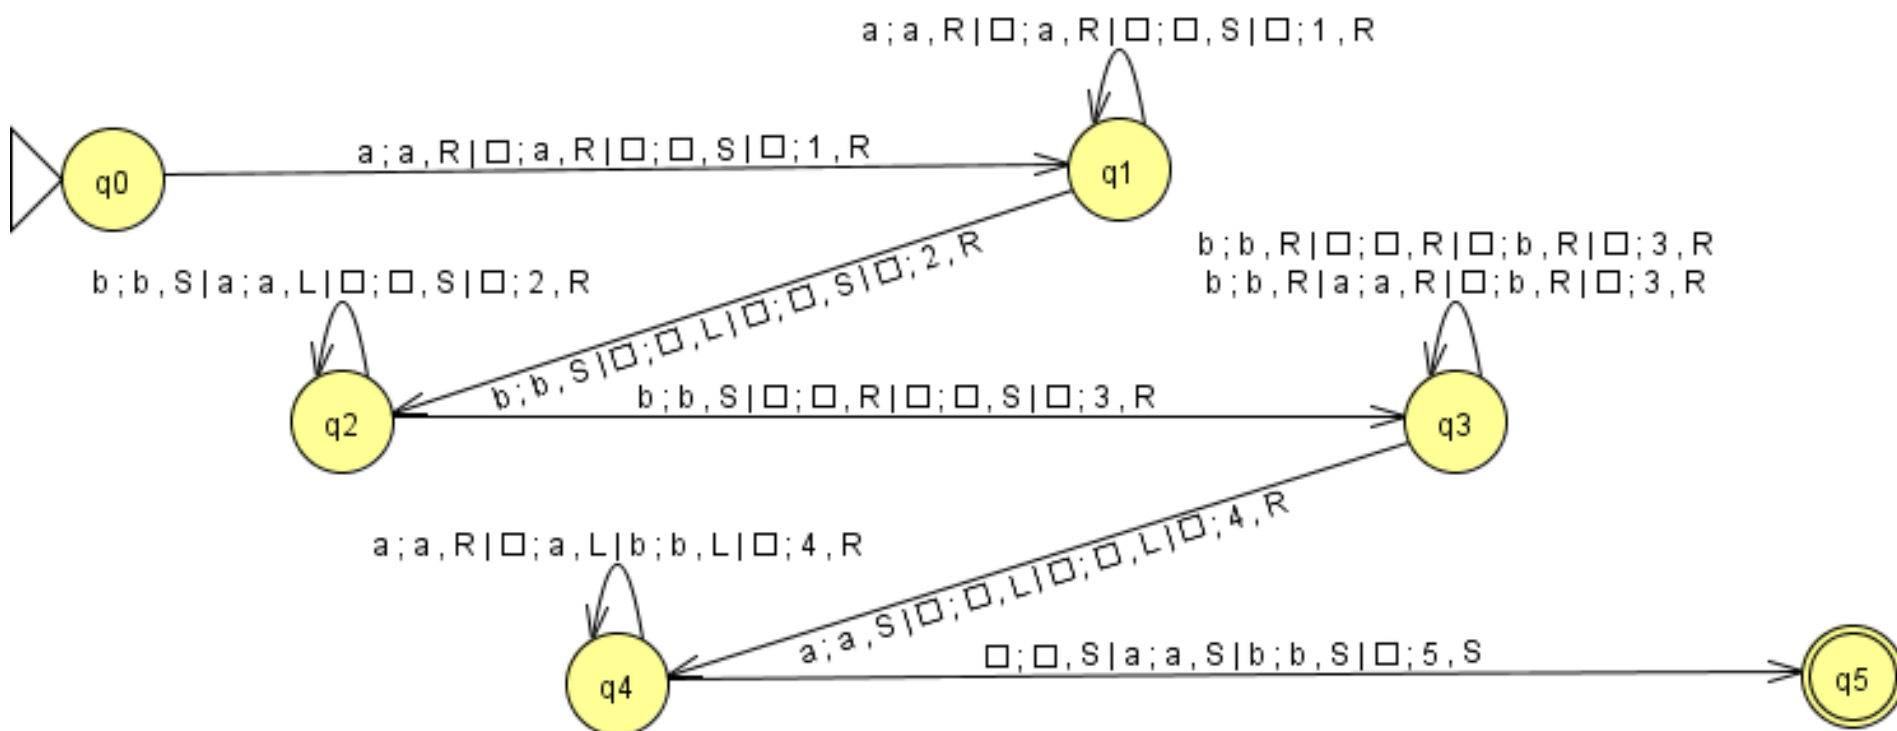 a;a,R|□;a,R|□;□,S|□;1,R
a;a,R|□;a,R|□;□,S|□;1,R
q0
q1
b;b,S|□;□,L|□;□,S|□;2,R
b;b,R|□;□,R|□;b,R|□;3,R
b;b,R|a;a,R|□;b,R|□;3,R
b;b,S|a;a,L|□;□,S|□;2,R
b;b,S|□;□,R|□;□,S|□;3,R
q2
q3
a;a,S|□;□,L|□;□,L|□;4,R
a;a,R|□;a,L|b;b,L|□;4,R
□;□,S|a;a,S|b;b,S|□;5,S
q4
q5